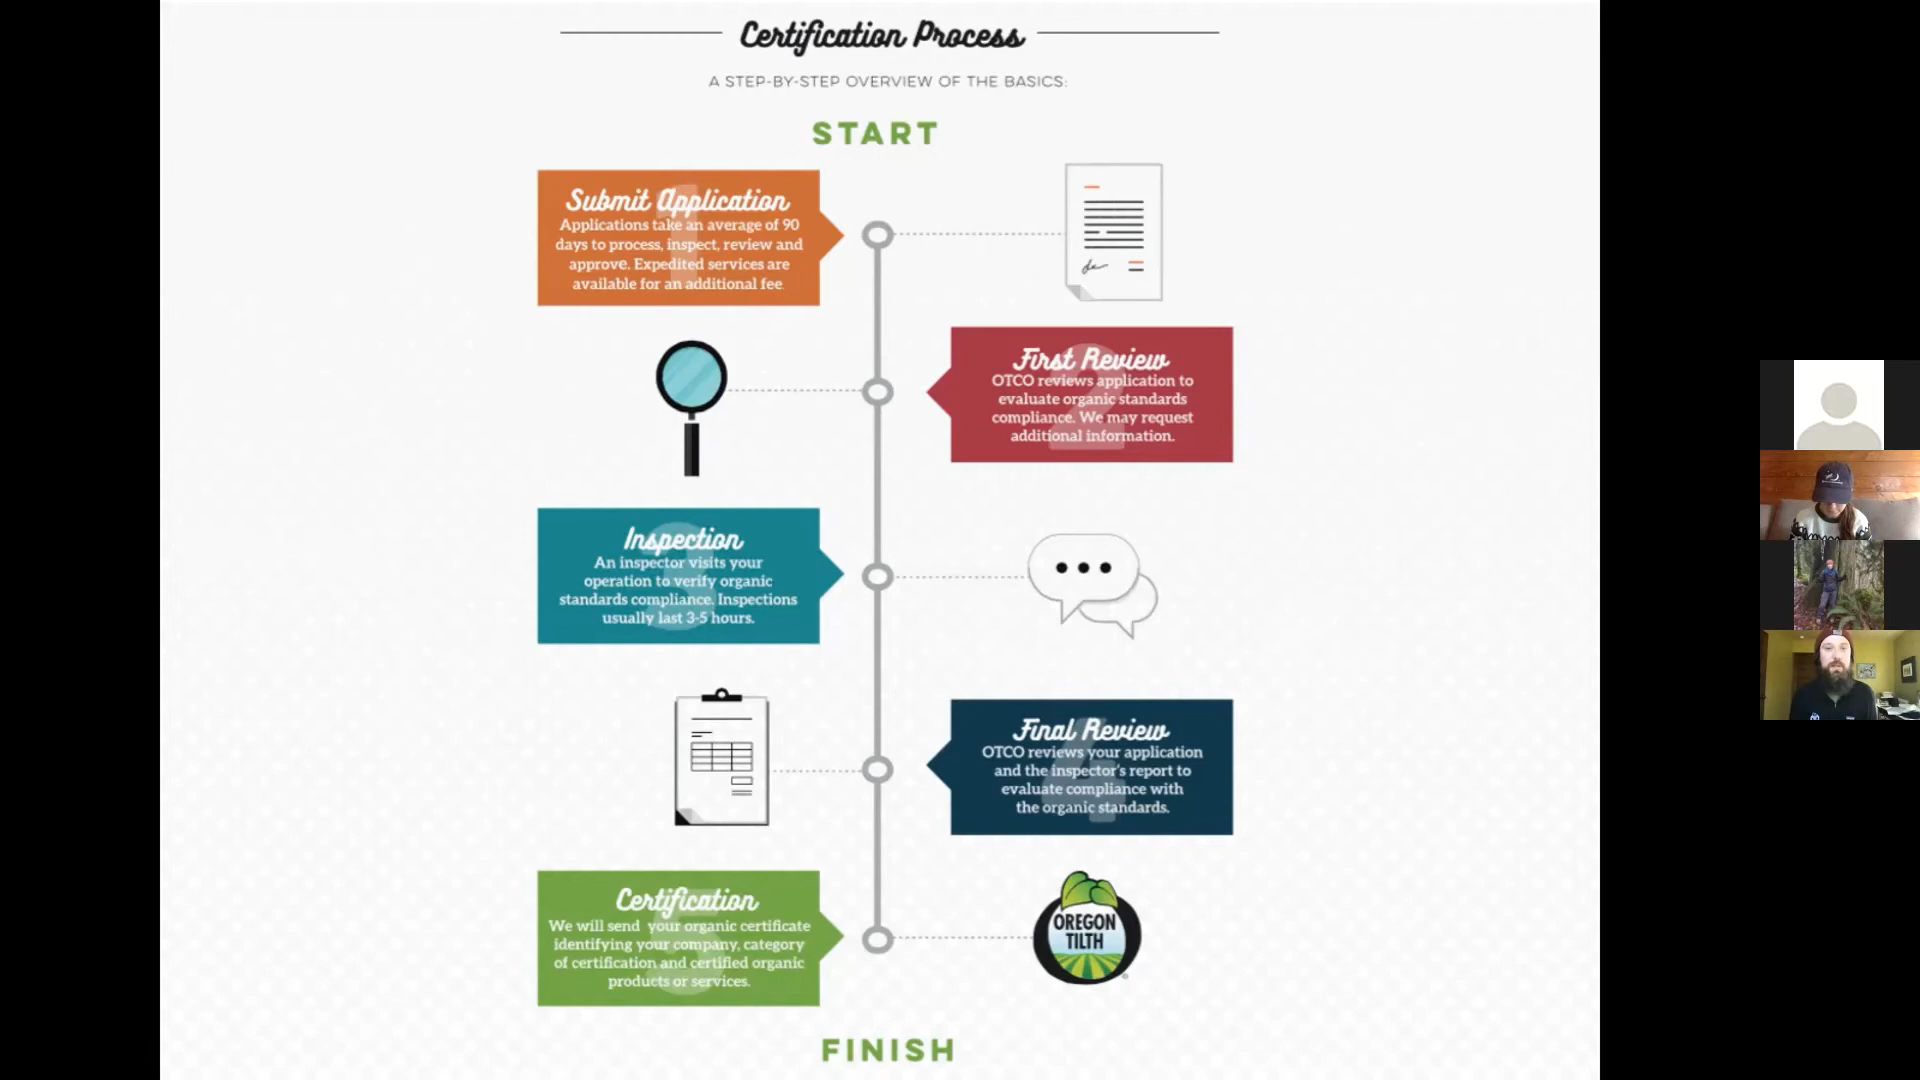 Certification Process
A STEP-BY-STEP OVERVIEW OF THE BASICS:
START
Submit Application
Applications take an average of 90
days to process, inspect, review and
approve. Expedited services are
available for an additional fee
First Review
OTCO reviews application to
evaluate organic standards
compliance. We may request
additional information.
Inspection
An inspector visits your
operation to verify organic
standards compliance. Inspections
usually last 3-5 hours.
Final Review
OTCO reviews your application
and the inspector's report to
evaluate compliance with
the organic standards.
Certification
We will send your organic certificate
identifying your company, category
of certification and certified organic
products or services.
OREGON
TILTH
FINISH